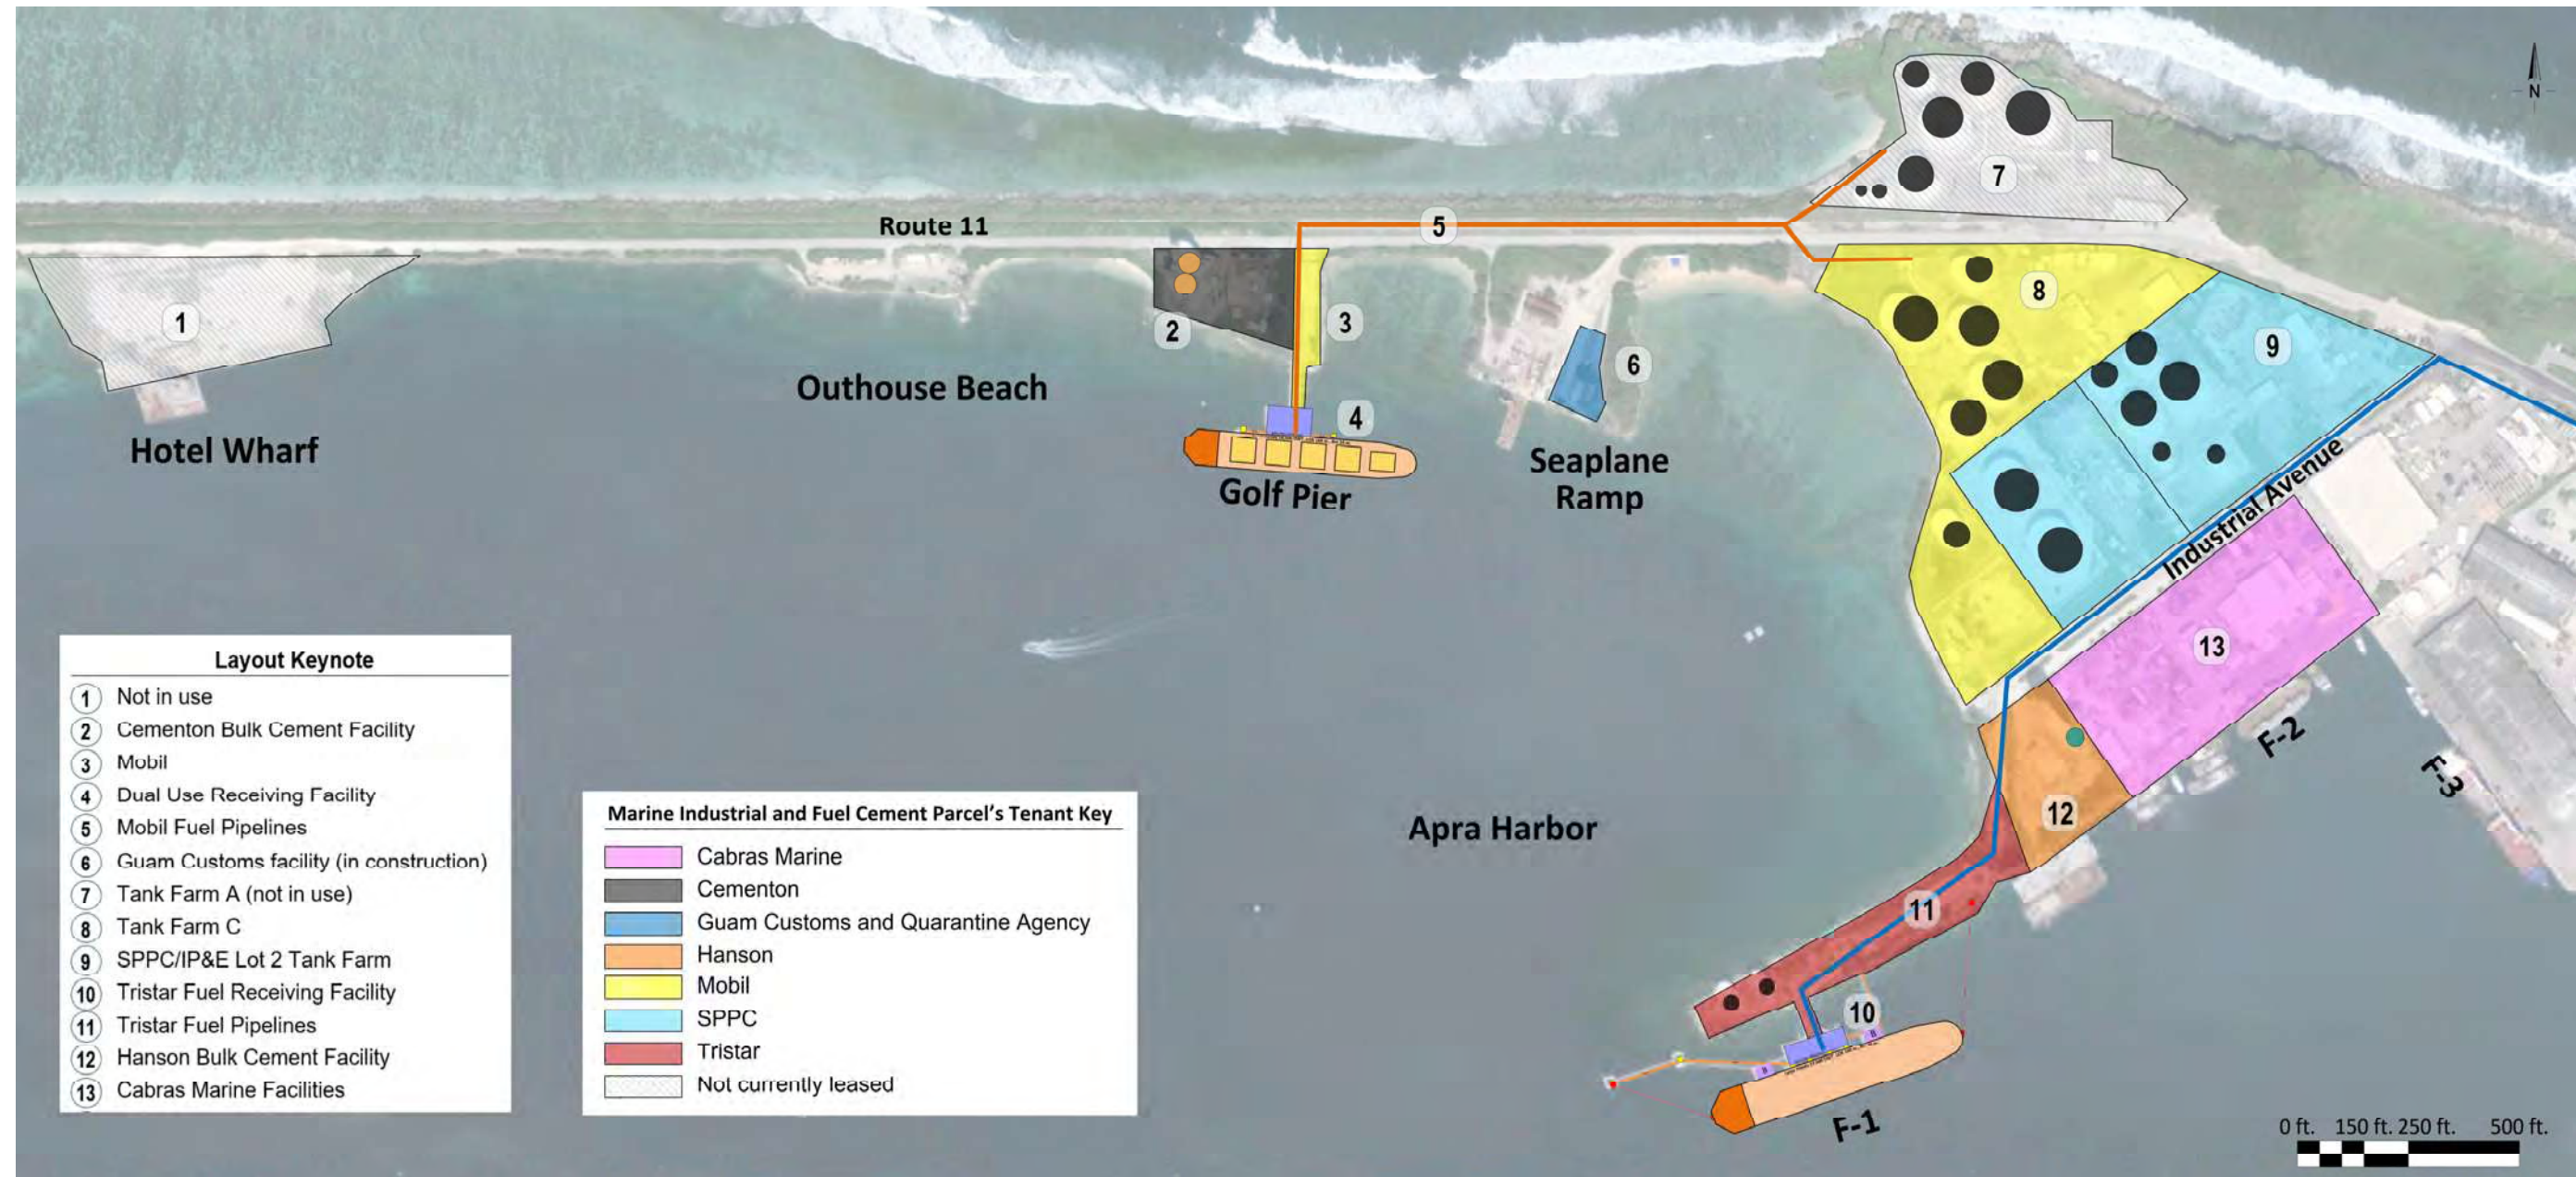 N
7
Route 11
5
8
1
2
3
6
9
Outhouse Beach
4
Hotel Wharf
Seaplane
Ramp
Golf Pier
Industrial Avenue
13
F-2
F-3
12
Apra Harbor
11
10
F-1
Layout Keynote
1 Not in use
2 Cementon Bulk Cement Facility
3 Mobil
4 Dual Use Receiving Facility
5 Mobil Fuel Pipelines
6 Guam Customs facility (in construction)
7 Tank Farm A (not in use)
8 Tank Farm C
9 SPPC/IP&E Lot 2 Tank Farm
10 Tristar Fuel Receiving Facility
11 Tristar Fuel Pipelines
12 Hanson Bulk Cement Facility
13 Cabras Marine Facilities
Marine Industrial and Fuel Cement Parcel's Tenant Key
Cabras Marine
Cementon
Guam Customs and Quarantine Agency
Hanson
Mobil
SPPC
Tristar
Not currently leased
0 ft. 150 ft. 250 ft. 500 ft.